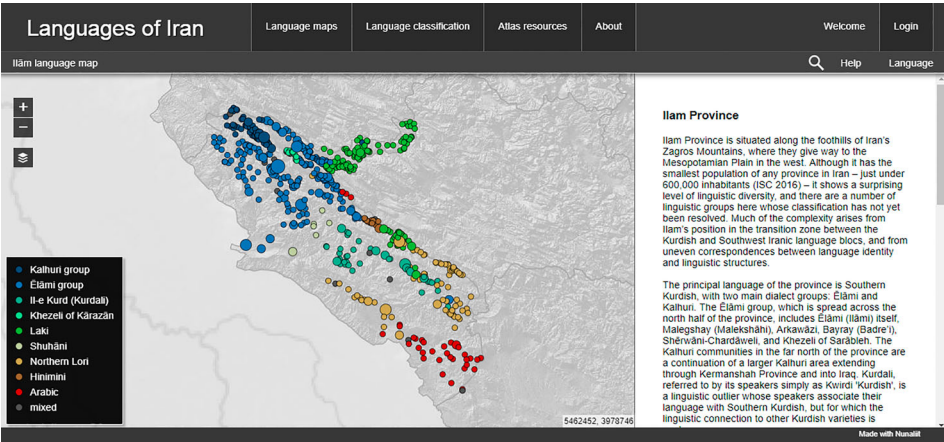 Languages of Iran
Language maps
Language classification
Atlas resources
About
Welcome
Login
Ilām language map
Help
Language
+
−
Kalhuri group
Ēlāmi group
Il-e Kurd (Kurdali)
Khezeli of Kārazān
Laki
Shuhāni
Northern Lori
Hinimini
Arabic
mixed
5462452, 3978746
Ilam Province
Ilam Province is situated along the foothills of Iran's
Zagros Mountains, where they give way to the
Mesopotamian Plain in the west. Although it has the
smallest population of any province in Iran – just under
600,000 inhabitants (ISC 2016) – it shows a surprising
level of linguistic diversity, and there are a number of
linguistic groups here whose classification has not yet
been resolved. Much of the complexity arises from
Ilam's position in the transition zone between the
Kurdish and Southwest Iranic language blocs, and from
uneven correspondences between language identity
and linguistic structures.
The principal language of the province is Southern
Kurdish, with two main dialect groups: Ēlāmi and
Kalhuri. The Ēlāmi group, which is spread across the
north half of the province, includes Ēlāmi (Ilāmi) itself,
Malegshay (Malekshāhi), Arkawāzi, Bayray (Badre'i),
Shērwāni-Chardāweli, and Khezeli of Sarābleh. The
Kalhuri communities in the far north of the province are
a continuation of a larger Kalhuri area extending
through Kermanshah Province and into Iraq. Kurdali,
referred to by its speakers simply as Kwirdi 'Kurdish', is
a linguistic outlier whose speakers associate their
language with Southern Kurdish, but for which the
linguistic connection to other Kurdish varieties is
Made with Nunaliit